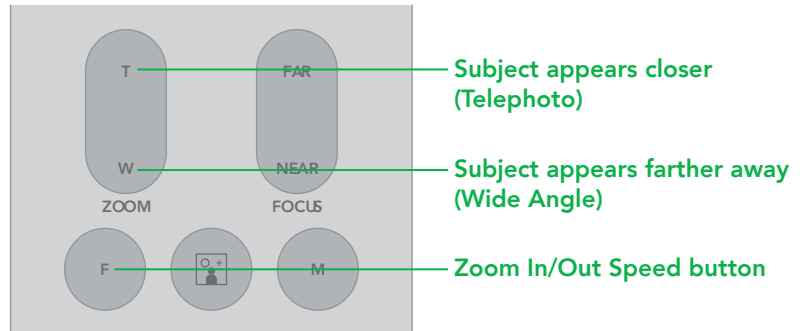 T
FAR
Subject appears closer
(Telephoto)
W
NEAR
Subject appears farther away
(Wide Angle)
ZOOM
FOCUS
F
M
Zoom In/Out Speed button